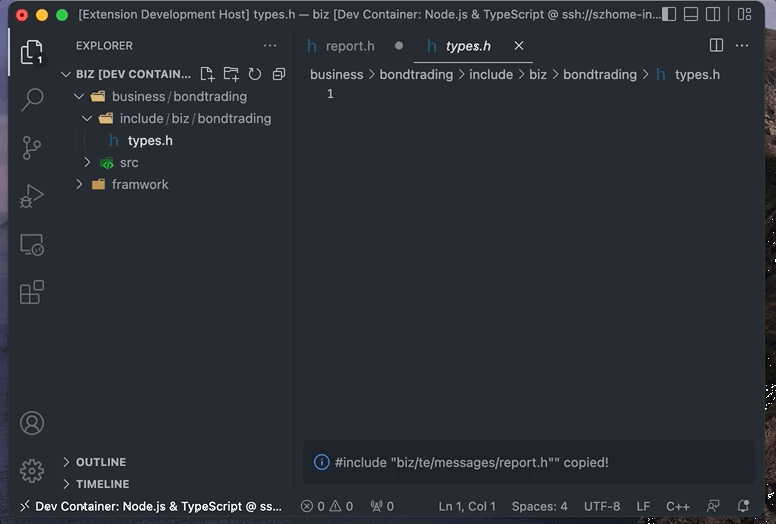 [Extension Development Host] types.h — biz [Dev Container: Node.js & TypeScript @ ssh://szhome-in...
EXPLORER
report.h
types.h
BIZ [DEV CONTAIN...
business > bondtrading > include > biz > bondtrading > h types.h
business / bondtrading
1
include / biz / bondtrading
h types.h
src
framwork
1
OUTLINE
TIMELINE
#include "biz/te/messages/report.h"" copied!
Dev Container: Node.js & TypeScript @ ss...
0 0
0
Ln 1, Col 1
Spaces: 4
UTF-8
LF
C++